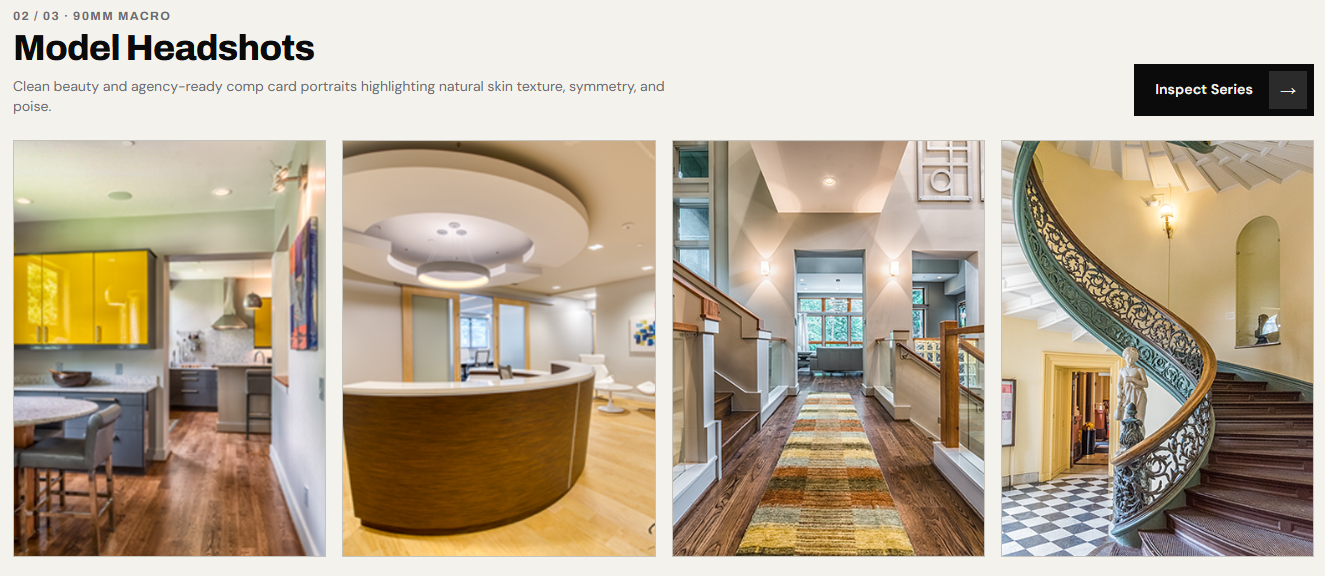 02 / 03 · 90MM MACRO
Model Headshots
Clean beauty and agency-ready comp card portraits highlighting natural skin texture, symmetry, and
poise.
Inspect Series →